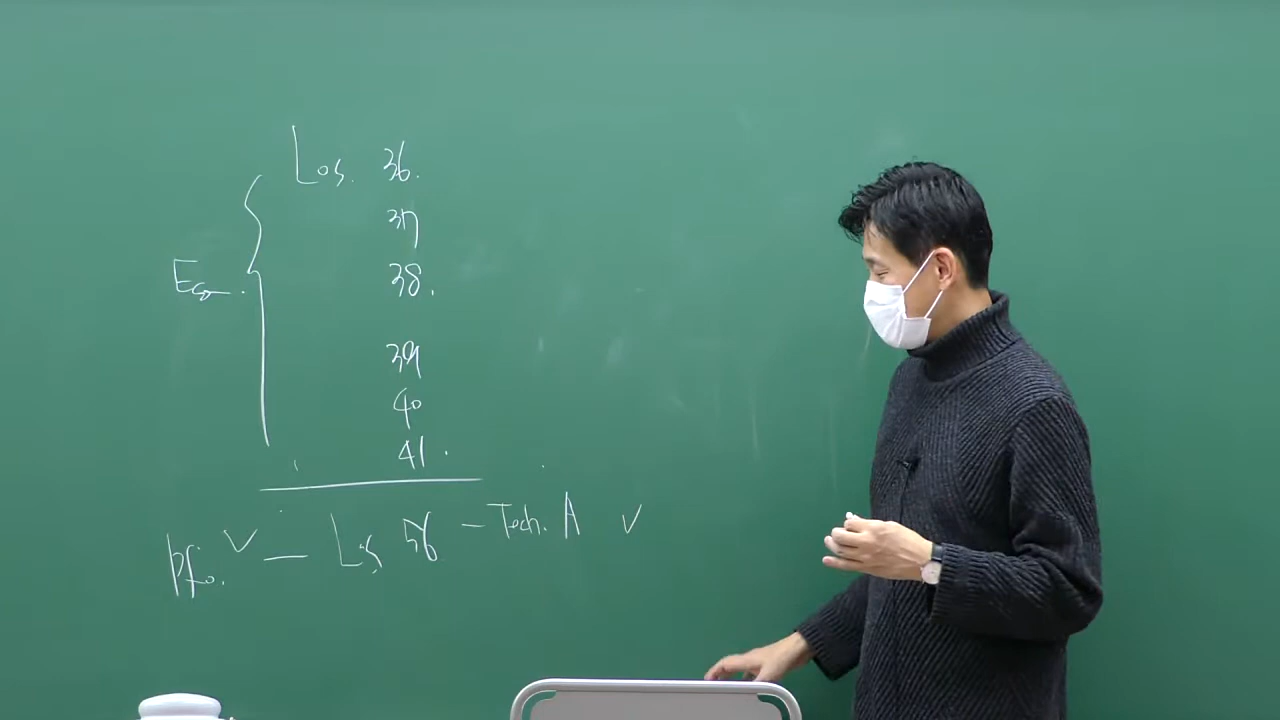 Los. 36.
37
Eco. 38.
39
40
41.
pfo. V — Los 56 — Tech. A V